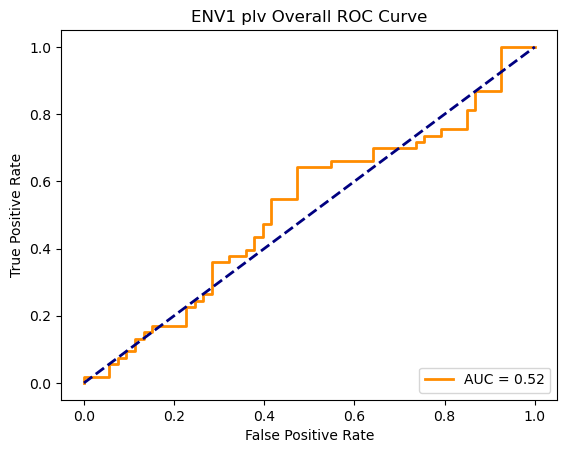 ENV1 plv Overall ROC Curve
True Positive Rate
1.0
0.8
0.6
0.4
0.2
0.0
AUC = 0.52
0.0 0.2 0.4 0.6 0.8 1.0
False Positive Rate